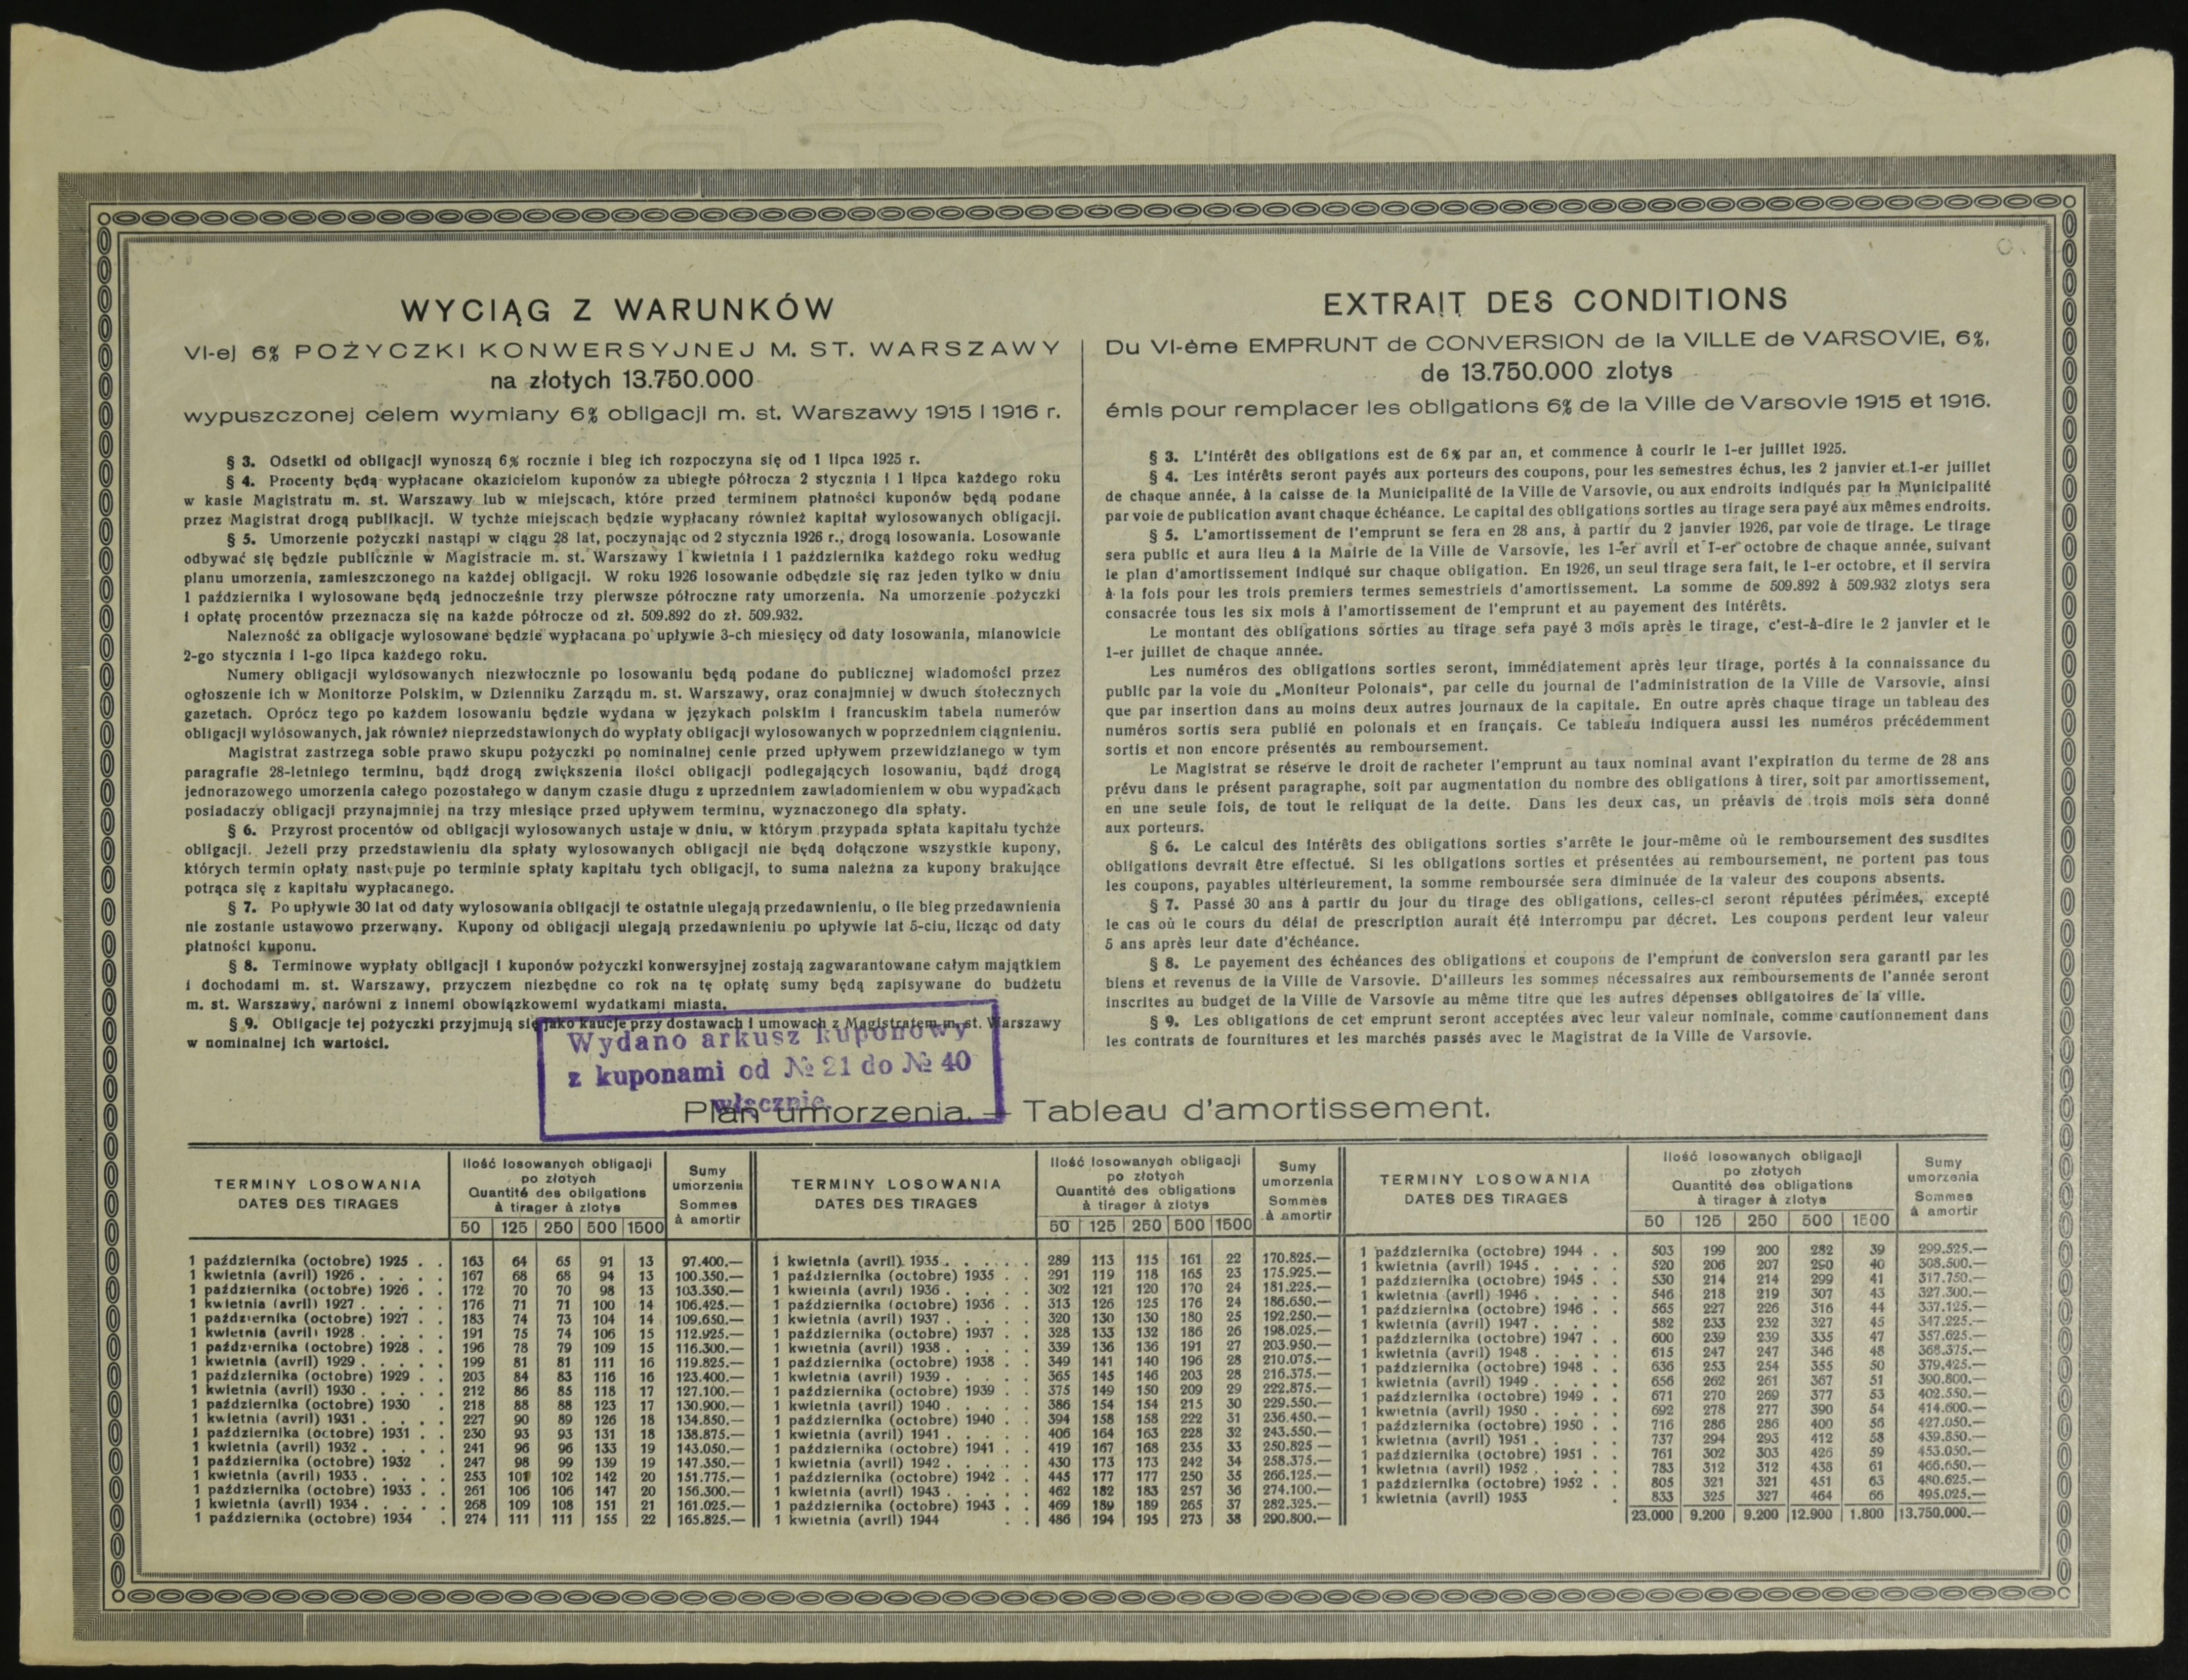 WYCIĄG Z WARUNKÓW
VI-ej 6% POŻYCZKI KONWERSYJNEJ M. ST. WARSZAWY
na złotych 13.750.000
wypuszczonej celem wymiany 6% obligacji m. st. Warszawy 1915 i 1916 r.
§ 3. Odsetki od obligacji wynoszą 6% rocznie i bieg ich rozpoczyna się od 1 lipca 1925 r.
§ 4. Procenty będą wypłacane okazicielom kuponów za ubiegłe półrocza 2 stycznia i 1 lipca każdego roku
w kasie Magistratu m. st. Warszawy lub w miejscach, które przed terminem płatności kuponów będą podane
przez Magistrat drogą publikacji. W tychże miejscach będzie wypłacany również kapitał wylosowanych obligacji.
§ 5. Umorzenie pożyczki nastąpi w ciągu 28 lat, poczynając od 2 stycznia 1926 r., drogą losowania. Losowanie
odbywać się będzie publicznie w Magistracie m. st. Warszawy 1 kwietnia i 1 października każdego roku według
planu umorzenia, zamieszczonego na każdej obligacji. W roku 1926 losowanie odbędzie się raz jeden tylko w dniu
1 października i wylosowane będą jednocześnie trzy pierwsze półroczne raty umorzenia. Na umorzenie pożyczki
i opłatę procentów przeznacza się na każde półrocze od zł. 509.892 do zł. 509.932.
Należność za obligacje wylosowane będzie wypłacana po upływie 3-ch miesięcy od daty losowania, mianowicie
2-go stycznia i 1-go lipca każdego roku.
Numery obligacji wylosowanych niezwłocznie po losowaniu będą podane do publicznej wiadomości przez
ogłoszenie ich w Monitorze Polskim, w Dzienniku Zarządu m. st. Warszawy, oraz conajmniej w dwuch stołecznych
gazetach. Oprócz tego po każdem losowaniu będzie wydana w językach polskim i francuskim tabela numerów
obligacji wylosowanych, jak również nieprzedstawionych do wypłaty obligacji wylosowanych w poprzedniem ciągnieniu.
Magistrat zastrzega sobie prawo skupu pożyczki po nominalnej cenie przed upływem przewidzianego w tym
paragrafie 28-letniego terminu, bądź drogą zwiększenia ilości obligacji podlegających losowaniu, bądź drogą
jednorazowego umorzenia całego pozostałego w danym czasie długu z uprzedniem zawiadomieniem w obu wypadkach
posiadaczy obligacji przynajmniej na trzy miesiące przed upływem terminu, wyznaczonego dla spłaty.
§ 6. Przyrost procentów od obligacji wylosowanych ustaje w dniu, w którym przypada spłata kapitału tychże
obligacji. Jeżeli przy przedstawieniu dla spłaty wylosowanych obligacji nie będą dołączone wszystkie kupony,
których termin opłaty następuje po terminie spłaty kapitału tych obligacji, to suma należna za kupony brakujące
potrąca się z kapitału wypłacanego.
§ 7. Po upływie 30 lat od daty wylosowania obligacji te ostatnie ulegają przedawnieniu, o ile bieg przedawnienia
nie zostanie ustawowo przerwany. Kupony od obligacji ulegają przedawnieniu po upływie lat 5-ciu, licząc od daty
płatności kuponu.
§ 8. Terminowe wypłaty obligacji i kuponów pożyczki konwersyjnej zostają zagwarantowane całym majątkiem
i dochodami m. st. Warszawy, przyczem niezbędne co rok na tę opłatę sumy będą zapisywane do budżetu
m. st. Warszawy, narówni z innemi obowiązkowemi wydatkami miasta.
§ 9. Obligacje tej pożyczki przyjmują się jako kaucje przy dostawach i umowach z Magistratem m. st. Warszawy
w nominalnej ich wartości.
Wydano arkusz kuponowy
z kuponami od № 21 do № 40
włącznie.
EXTRAIT DES CONDITIONS
Du VI-ème EMPRUNT de CONVERSION de la VILLE de VARSOVIE, 6%,
de 13.750.000 zlotys
émis pour remplacer les obligations 6% de la Ville de Varsovie 1915 et 1916.
§ 3. L'intérêt des obligations est de 6% par an, et commence à courir le 1-er juillet 1925.
§ 4. Les intérêts seront payés aux porteurs des coupons, pour les semestres échus, les 2 janvier et 1-er juillet
de chaque année, à la caisse de la Municipalité de la Ville de Varsovie, ou aux endroits indiqués par la Municipalité
par voie de publication avant chaque échéance. Le capital des obligations sorties au tirage sera payé aux mêmes endroits.
§ 5. L'amortissement de l'emprunt se fera en 28 ans, à partir du 2 janvier 1926, par voie de tirage. Le tirage
sera public et aura lieu à la Mairie de la Ville de Varsovie, les 1-er avril et 1-er octobre de chaque année, suivant
le plan d'amortissement indiqué sur chaque obligation. En 1926, un seul tirage sera fait, le 1-er octobre, et il servira
à la fois pour les trois premiers termes semestriels d'amortissement. La somme de 509.892 à 509.932 zlotys sera
consacrée tous les six mois à l'amortissement de l'emprunt et au payement des intérêts.
Le montant des obligations sorties au tirage sera payé 3 mois après le tirage, c'est-à-dire le 2 janvier et le
1-er juillet de chaque année.
Les numéros des obligations sorties seront, immédiatement après leur tirage, portés à la connaissance du
public par la voie du „Moniteur Polonais“, par celle du journal de l'administration de la Ville de Varsovie, ainsi
que par insertion dans au moins deux autres journaux de la capitale. En outre après chaque tirage un tableau des
numéros sortis sera publié en polonais et en français. Ce tableau indiquera aussi les numéros précédemment
sortis et non encore présentés au remboursement.
Le Magistrat se réserve le droit de racheter l'emprunt au taux nominal avant l'expiration du terme de 28 ans
prévu dans le présent paragraphe, soit par augmentation du nombre des obligations à tirer, soit par amortissement,
en une seule fois, de tout le reliquat de la dette. Dans les deux cas, un préavis de trois mois sera donné
aux porteurs.
§ 6. Le calcul des intérêts des obligations sorties s'arrête le jour-même où le remboursement des susdites
obligations devrait être effectué. Si les obligations sorties et présentées au remboursement, ne portent pas tous
les coupons, payables ultérieurement, la somme remboursée sera diminuée de la valeur des coupons absents.
§ 7. Passé 30 ans à partir du jour du tirage des obligations, celles-ci seront réputées périmées, excepté
le cas où le cours du délai de prescription aurait été interrompu par décret. Les coupons perdent leur valeur
5 ans après leur date d'échéance.
§ 8. Le payement des échéances des obligations et coupons de l'emprunt de conversion sera garanti par les
biens et revenus de la Ville de Varsovie. D'ailleurs les sommes nécessaires aux remboursements de l'année seront
inscrites au budget de la Ville de Varsovie au même titre que les autres dépenses obligatoires de la ville.
§ 9. Les obligations de cet emprunt seront acceptées avec leur valeur nominale, comme cautionnement dans
les contrats de fournitures et les marchés passés avec le Magistrat de la Ville de Varsovie.
Plan umorzenia. — Tableau d'amortissement.
TERMINY LOSOWANIA
DATES DES TIRAGES
Ilość losowanych obligacji
po złotych
Quantité des obligations
à tirager à zlotys
50 125 250 500 1500
Sumy
umorzenia
Sommes
à amortir
1 października (octobre) 1925 . . 163 64 65 91 13 97.400.—
1 kwietnia (avril) 1926 . . . . . 167 68 68 94 13 100.350.—
1 października (octobre) 1926 . . 172 70 70 98 13 103.350.—
1 kwietnia (avril) 1927 . . . . . 176 71 71 100 14 106.425.—
1 października (octobre) 1927 . . 183 74 73 104 14 109.650.—
1 kwietnia (avril) 1928 . . . . . 191 75 74 106 15 112.925.—
1 października (octobre) 1928 . . 196 78 79 109 15 116.300.—
1 kwietnia (avril) 1929 . . . . . 199 81 81 111 16 119.825.—
1 października (octobre) 1929 . . 203 84 83 116 16 123.400.—
1 kwietnia (avril) 1930 . . . . . 212 86 85 118 17 127.100.—
1 października (octobre) 1930 . 218 88 88 123 17 130.900.—
1 kwietnia (avril) 1931 . . . . . 227 90 89 126 18 134.850.—
1 października (octobre) 1931 . . 230 93 93 131 18 138.875.—
1 kwietnia (avril) 1932 . . . . . 241 96 96 133 19 143.050.—
1 października (octobre) 1932 . 247 98 99 139 19 147.350.—
1 kwietnia (avril) 1933 . . . . . 253 101 102 142 20 151.775.—
1 października (octobre) 1933 . . 261 106 106 147 20 156.300.—
1 kwietnia (avril) 1934 . . . . . 268 109 108 151 21 161.025.—
1 października (octobre) 1934 . 274 111 111 155 22 165.825.—
TERMINY LOSOWANIA
DATES DES TIRAGES
Ilość losowanych obligacji
po złotych
Quantité des obligations
à tirager à zlotys
50 125 250 500 1500
Sumy
umorzenia
Sommes
à amortir
1 kwietnia (avril) 1935 . . . . . 289 113 115 161 22 170.825.—
1 października (octobre) 1935 . . 291 119 118 165 23 175.925.—
1 kwietnia (avril) 1936 . . . . . 302 121 120 170 24 181.225.—
1 października (octobre) 1936 . . 313 126 125 176 24 186.650.—
1 kwietnia (avril) 1937 . . . . . 320 130 130 180 25 192.250.—
1 października (octobre) 1937 . . 328 133 132 186 26 198.025.—
1 kwietnia (avril) 1938 . . . . . 339 136 136 191 27 203.950.—
1 października (octobre) 1938 . . 349 141 140 196 28 210.075.—
1 kwietnia (avril) 1939 . . . . . 365 145 146 203 28 216.375.—
1 października (octobre) 1939 . . 375 149 150 209 29 222.875.—
1 kwietnia (avril) 1940 . . . . . 386 154 154 215 30 229.550.—
1 października (octobre) 1940 . . 394 158 158 222 31 236.450.—
1 kwietnia (avril) 1941 . . . . . 406 164 163 228 32 243.550.—
1 października (octobre) 1941 . . 419 167 168 235 33 250.825 —
1 kwietnia (avril) 1942 . . . . . 430 173 173 242 34 258.375.—
1 października (octobre) 1942 . . 445 177 177 250 35 266.125.—
1 kwietnia (avril) 1943 . . . . . 462 182 183 257 36 274.100.—
1 października (octobre) 1943 . . 469 189 189 265 37 282.325.—
1 kwietnia (avril) 1944 . . 486 194 195 273 38 290.800.—
TERMINY LOSOWANIA
DATES DES TIRAGES
Ilość losowanych obligacji
po złotych
Quantité des obligations
à tirager à zlotys
50 125 250 500 1500
Sumy
umorzenia
Sommes
à amortir
1 października (octobre) 1944 . . 503 199 200 282 39 299.525.—
1 kwietnia (avril) 1945 . . . . . 520 206 207 290 40 308.500.—
1 października (octobre) 1945 . . 530 214 214 299 41 317.750.—
1 kwietnia (avril) 1946 . . . . . 546 218 219 307 43 327.300.—
1 października (octobre) 1946 . . 565 227 226 316 44 337.125.—
1 kwietnia (avril) 1947 . . . . 582 233 232 327 45 347.225.—
1 października (octobre) 1947 . . 600 239 239 335 47 357.625.—
1 kwietnia (avril) 1948 . . . . . 615 247 247 346 48 368.375.—
1 października (octobre) 1948 . . 636 253 254 355 50 379.425.—
1 kwietnia (avril) 1949 . . . . . 656 262 261 367 51 390.800.—
1 października (octobre) 1949 . . 671 270 269 377 53 402.550.—
1 kwietnia (avril) 1950 . . . . . 692 278 277 390 54 414.600.—
1 października (octobre) 1950 . . 716 286 286 400 56 427.050.—
1 kwietnia (avril) 1951 . . . . 737 294 293 412 58 439.850.—
1 października (octobre) 1951 . . 761 302 303 426 59 453.050.—
1 kwietnia (avril) 1952 . . . . . 783 312 312 438 61 466.650.—
1 października (octobre) 1952 . . 805 321 321 451 63 480.625.—
1 kwietnia (avril) 1953 . 833 325 327 464 66 495.025.—
23.000 9.200 9.200 12.900 1.800 13.750.000.—